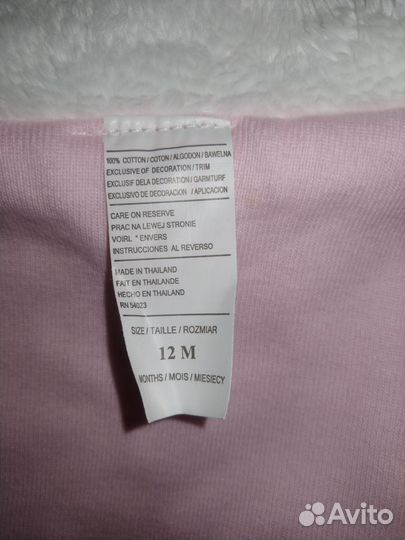 100% COTTON / COTON / ALGODON / SAWELNA
EXCLUSIVE OF DECORATION / TRIM
EXCLUSIF DELA DECORATION / GARMTURF
EXCLUSIVO DE DECORACION / APLICACION
CARE ON RESERVE
PRAC NA LEWEJ STRONIE
VOIRL " ENVERS
INSTRUCCIONES AL REVERSO
MADE IN THAILAND
FAIT EN THAILANDE
HECHO EN THAILAND
RN 54023
SIZE / TAILLE / ROZMIAR
12 M
MONTHS / MOIS / MIESIECY
Avito